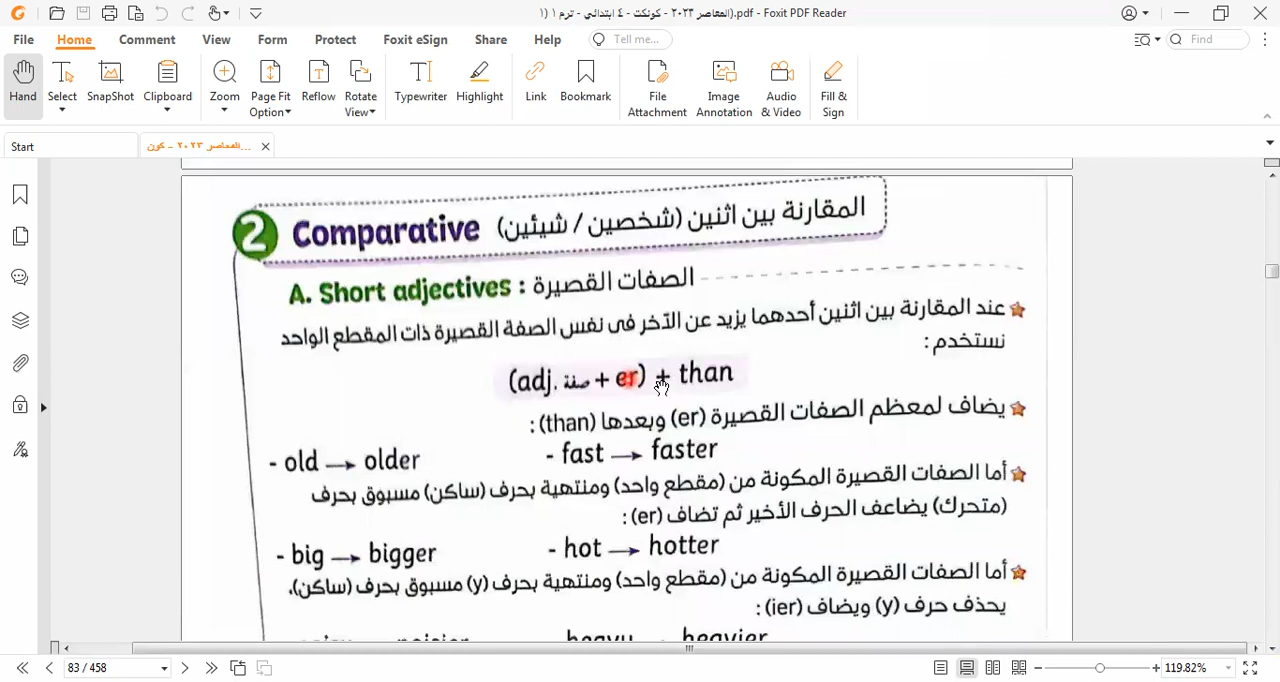 المعاصر ٢٠٢٣ - كونكت - ٤ ابتدائي - ترم ١ (١).pdf - Foxit PDF Reader
File Home Comment View Form Protect Foxit eSign Share Help Tell me... Find
Hand Select SnapShot Clipboard Zoom Page Fit Option Reflow Rotate View Typewriter Highlight Link Bookmark File Attachment Image Annotation Audio & Video Fill & Sign
Start المعاصر ٢٠٢٣ - كون...
2 Comparative المقارنة بين اثنين (شخصين / شيئين)
A. Short adjectives : الصفات القصيرة
عند المقارنة بين اثنين أحدهما يزيد عن الآخر فى نفس الصفة القصيرة ذات المقطع الواحد
نستخدم :
(adj. صفة + er) + than
يضاف لمعظم الصفات القصيرة (er) وبعدها (than) :
- old → older - fast → faster
أما الصفات القصيرة المكونة من (مقطع واحد) ومنتهية بحرف (ساكن) مسبوق بحرف
(متحرك) يضاعف الحرف الأخير ثم تضاف (er) :
- big → bigger - hot → hotter
أما الصفات القصيرة المكونة من (مقطع واحد) ومنتهية بحرف (y) مسبوق بحرف (ساكن)،
يحذف حرف (y) ويضاف (ier) :
noisier heavy → heavier
83 / 458 119.82%